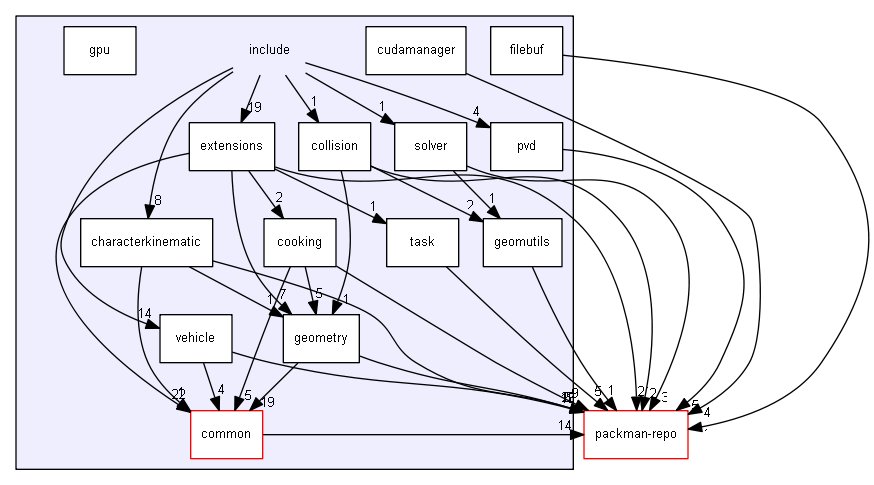 gpu
include
cudamanager
filebuf
19
1
1
4
extensions
collision
solver
pvd
8
2
1
2
1
characterkinematic
cooking
task
geomutils
14
1
7
5
1
vehicle
geometry
4
5
19
5
1
2
2
3
5
4
common
14
packman-repo